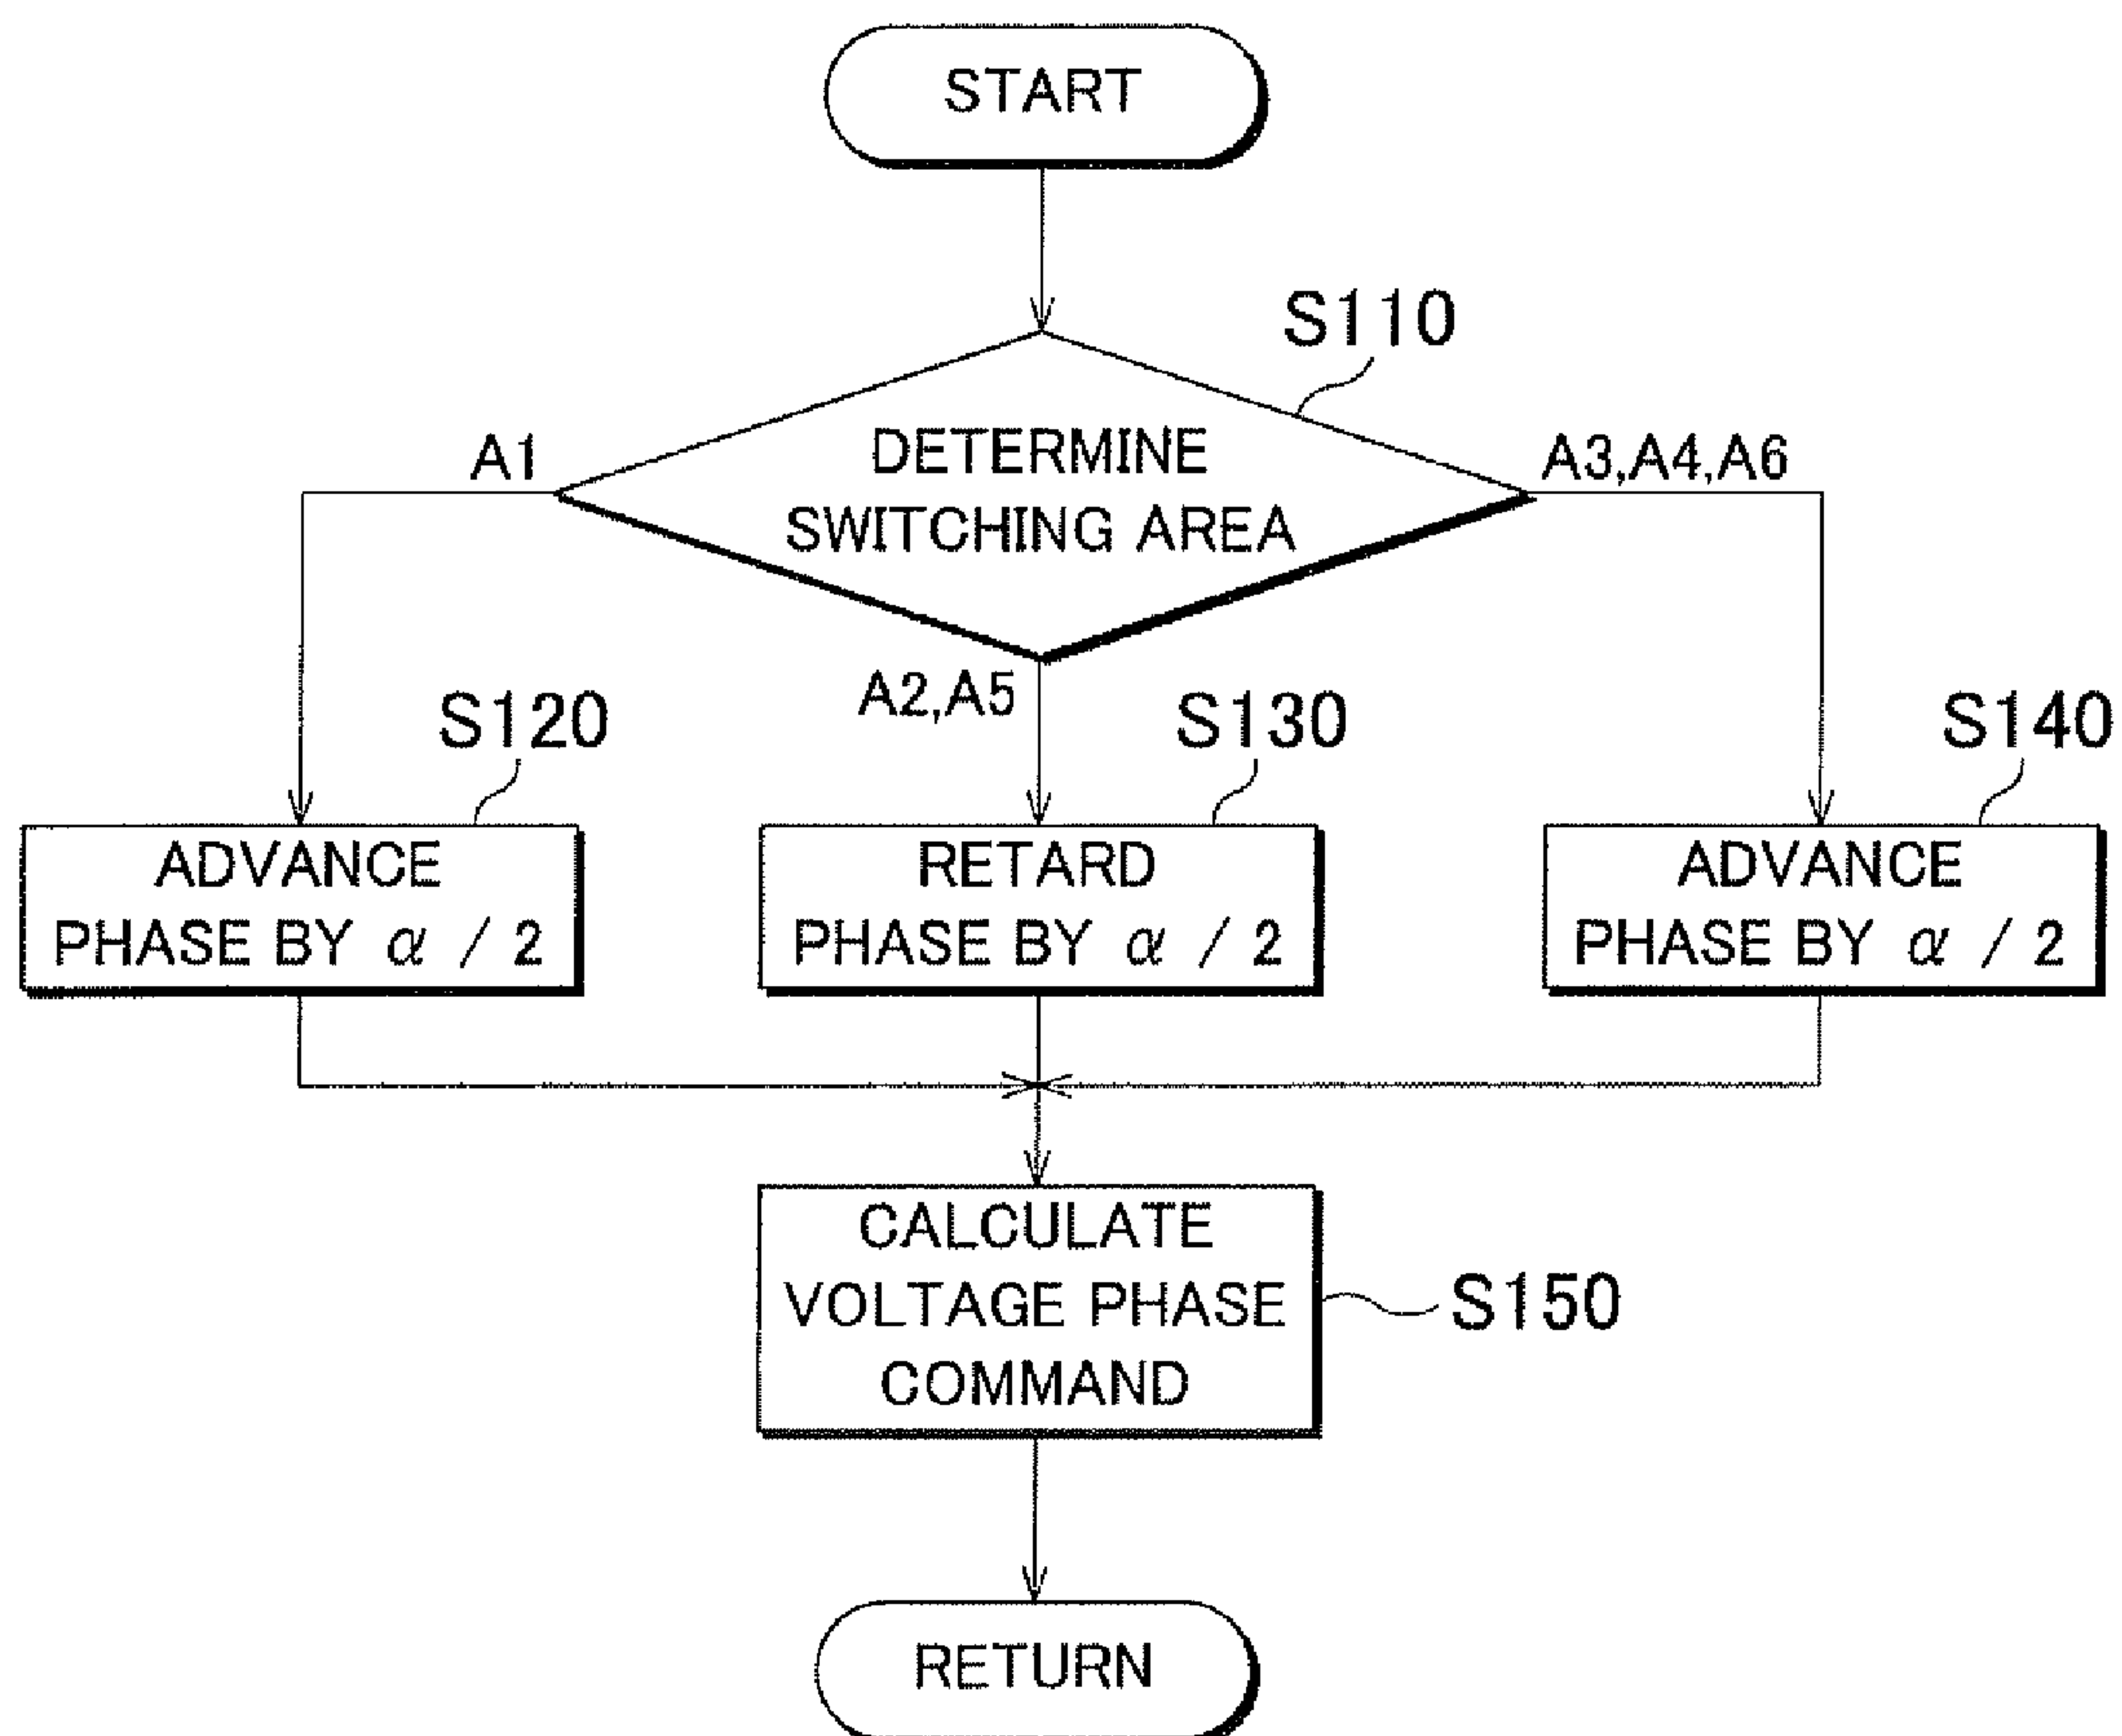 START
S110
DETERMINE
SWITCHING AREA
A1
A3,A4,A6
A2,A5
S120
S130
S140
ADVANCE
PHASE BY α / 2
RETARD
PHASE BY α / 2
ADVANCE
PHASE BY α / 2
CALCULATE
VOLTAGE PHASE
COMMAND
S150
RETURN